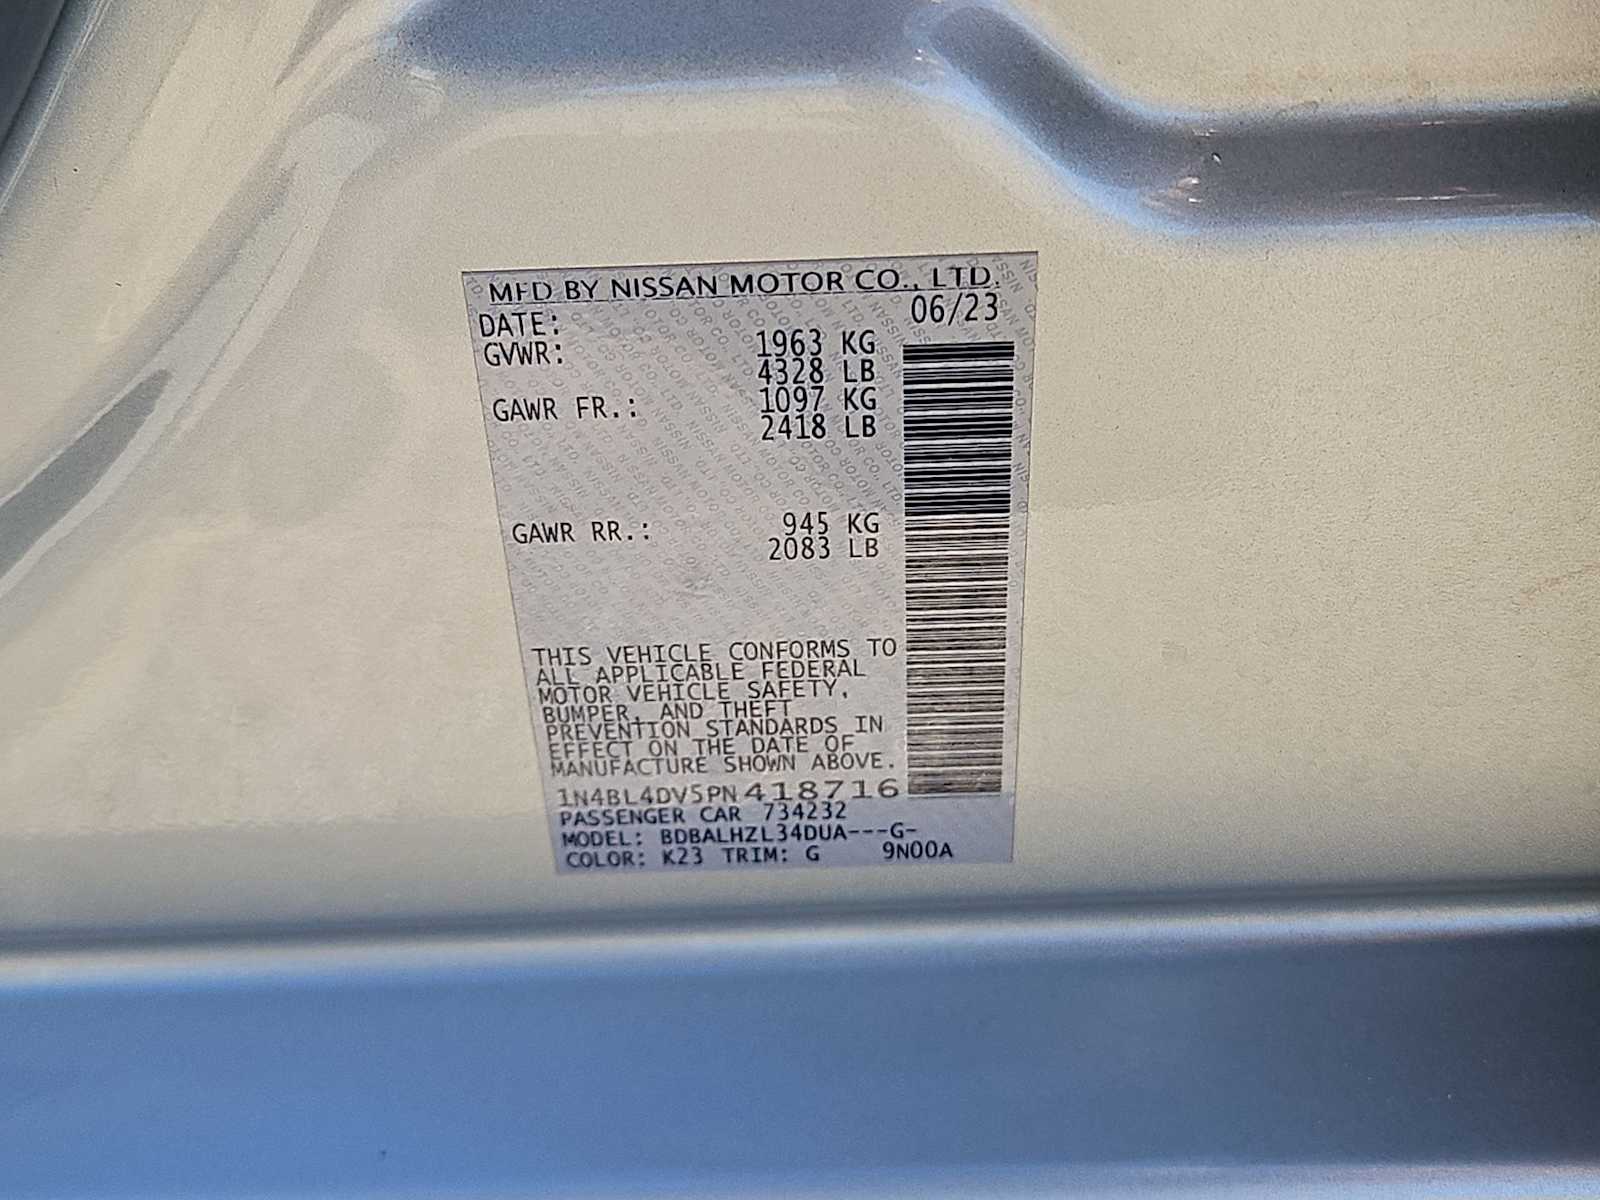 MFD BY NISSAN MOTOR CO., LTD.
DATE: 06/23
GVWR: 1963 KG
4328 LB
GAWR FR.: 1097 KG
2418 LB
GAWR RR.: 945 KG
2083 LB
THIS VEHICLE CONFORMS TO
ALL APPLICABLE FEDERAL
MOTOR VEHICLE SAFETY,
BUMPER, AND THEFT
PREVENTION STANDARDS IN
EFFECT ON THE DATE OF
MANUFACTURE SHOWN ABOVE.
1N4BL4DV5PN418716
PASSENGER CAR 734232
MODEL: BDBALHZL34DUA---G-
COLOR: K23 TRIM: G 9N00A